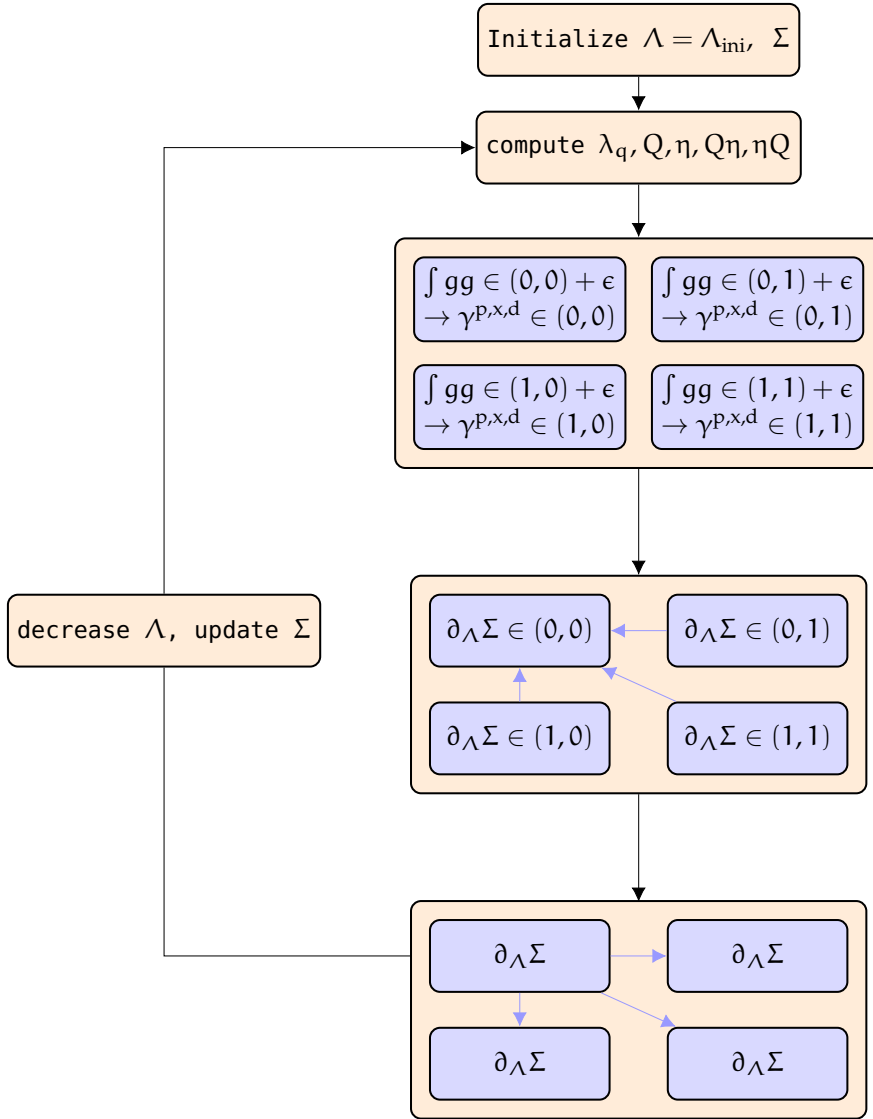 Initialize Λ = Λ_ini, Σ
compute λ_q, Q, η, Qη, ηQ
∫ gg ∈ (0, 0) + ϵ
→ γ^{p,x,d} ∈ (0, 0)
∫ gg ∈ (0, 1) + ϵ
→ γ^{p,x,d} ∈ (0, 1)
∫ gg ∈ (1, 0) + ϵ
→ γ^{p,x,d} ∈ (1, 0)
∫ gg ∈ (1, 1) + ϵ
→ γ^{p,x,d} ∈ (1, 1)
decrease Λ, update Σ
∂_Λ Σ ∈ (0, 0)
∂_Λ Σ ∈ (0, 1)
∂_Λ Σ ∈ (1, 0)
∂_Λ Σ ∈ (1, 1)
∂_Λ Σ
∂_Λ Σ
∂_Λ Σ
∂_Λ Σ